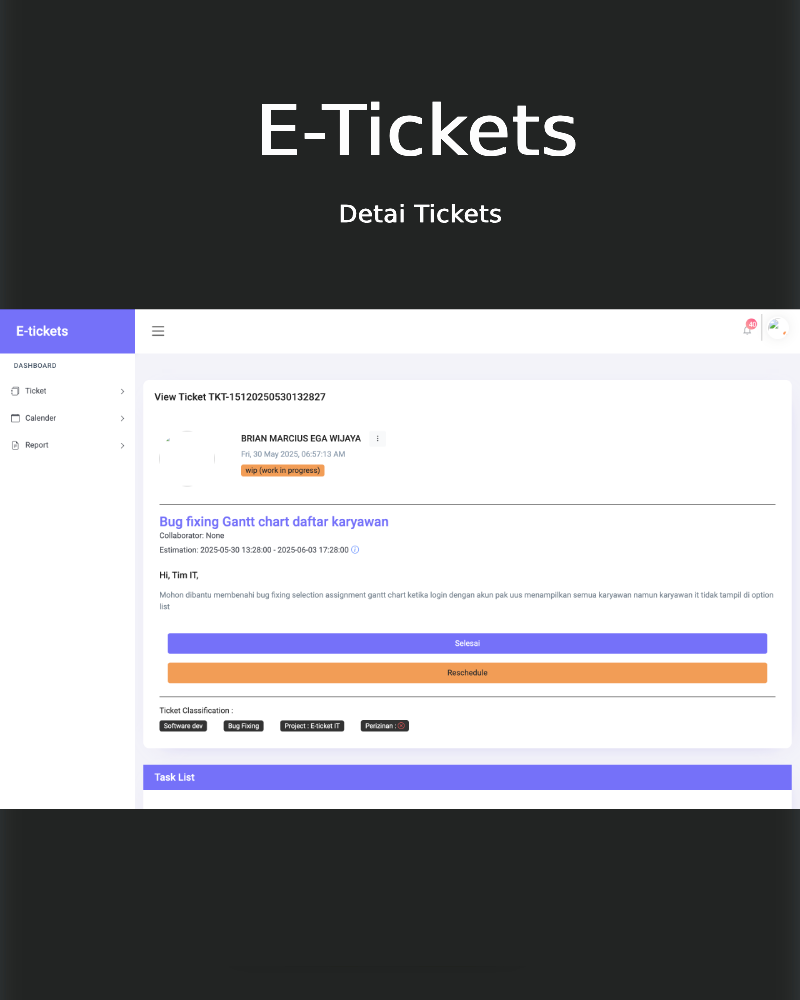 E-Tickets
Detai Tickets
E-tickets
DASHBOARD
Ticket
Calender
Report
View Ticket TKT-15120250530132827
BRIAN MARCIUS EGA WIJAYA
Fri, 30 May 2025, 06:57:13 AM
wip (work in progress)
Bug fixing Gantt chart daftar karyawan
Collaborator: None
Estimation: 2025-05-30 13:28:00 - 2025-06-03 17:28:00
Hi, Tim IT,
Mohon dibantu membenahi bug fixing selection assignment gantt chart ketika login dengan akun pak uus menampilkan semua karyawan namun karyawan it tidak tampil di option
list
Selesai
Reschedule
Ticket Classification :
Software dev Bug Fixing Project : E-ticket IT Perizinan :
Task List